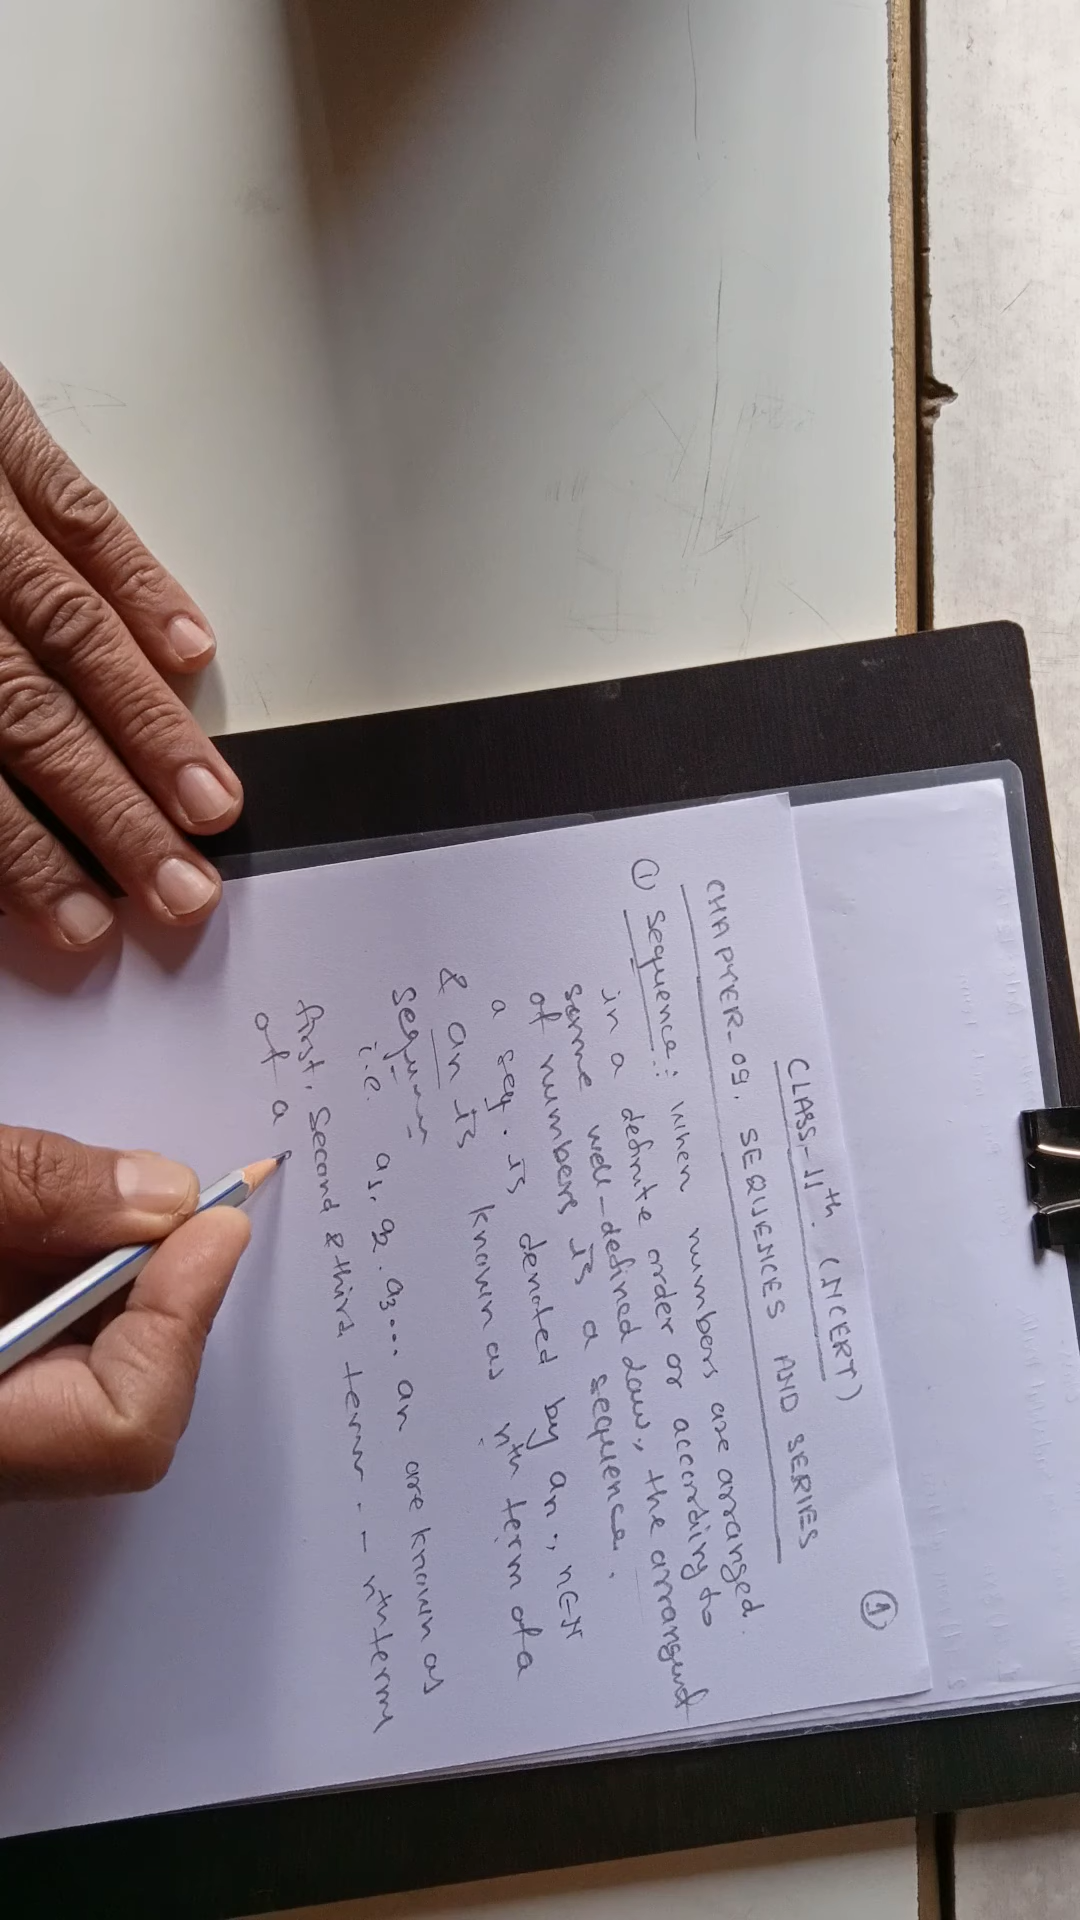 ①
CLASS-11th. (NCERT)
CHAPTER-09. SEQUENCES AND SERIES
① Sequence:: When numbers are arranged.
in a definite order or according to
some well-defined law, the arrangemt
of numbers is a sequence.
a seq. is denoted by an., n∈N
& an is known as nth term of a
sequence
i.e. a1, a2, a3... an are known as
first, second & third term . - nth term
of a s